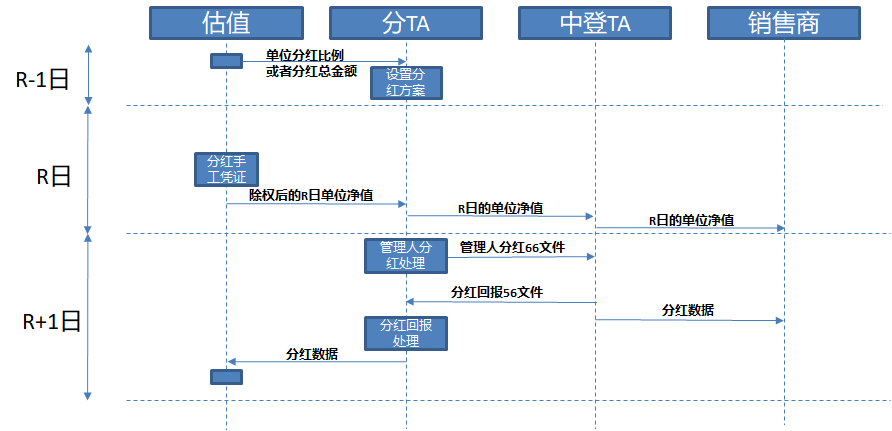 估值
分TA
中登TA
销售商
R-1日
单位分红比例
或者分红总金额
设置分
红方案
R日
分红手
工凭证
除权后的R日单位净值
R日的单位净值
R日的单位净值
R+1日
管理人分
红处理
管理人分红66文件
分红回报56文件
分红数据
分红回报
处理
分红数据